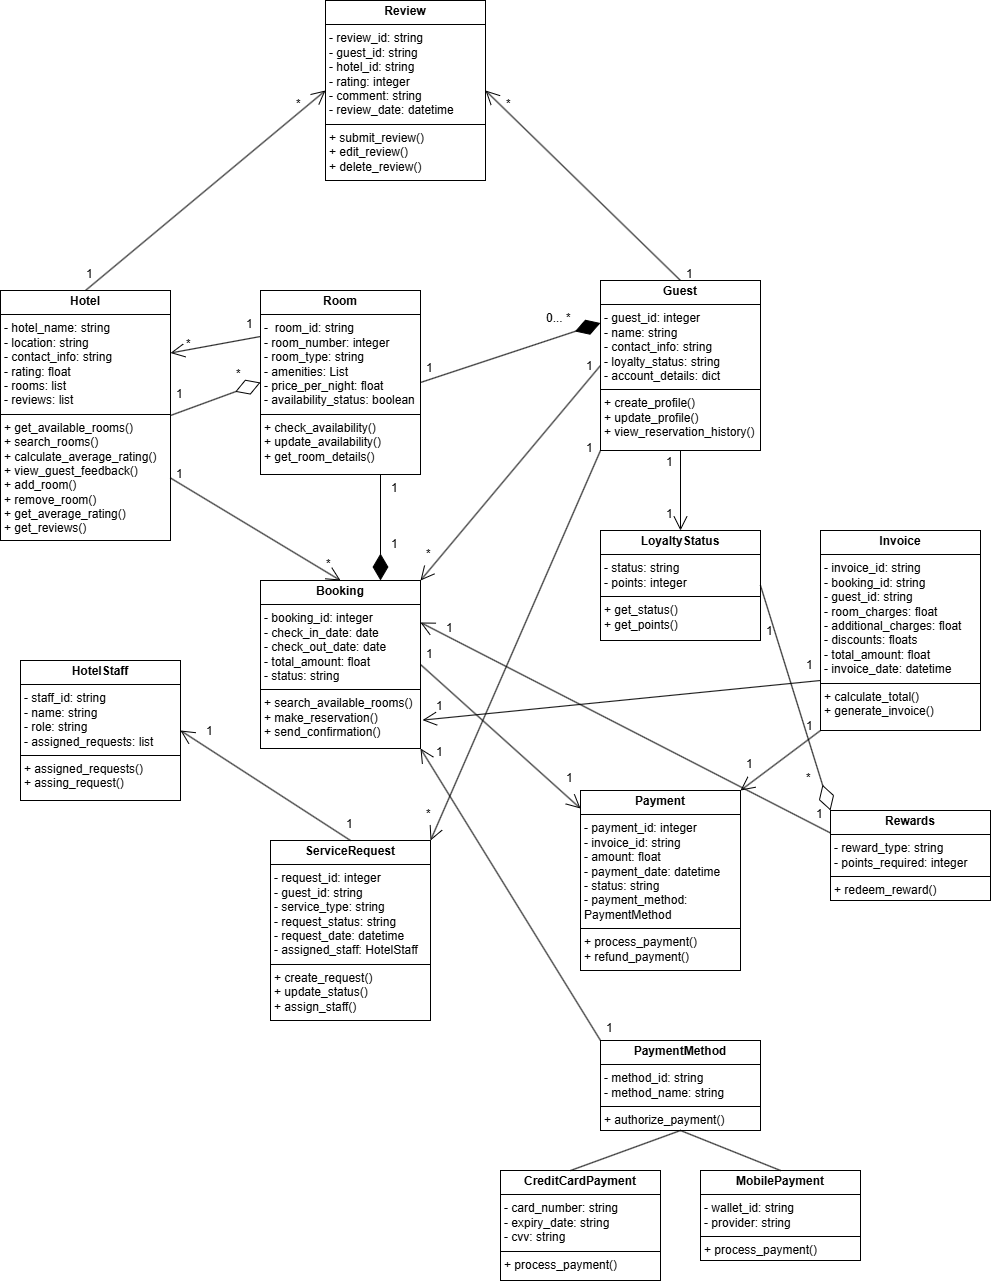 Review
- review_id: string
- guest_id: string
- hotel_id: string
- rating: integer
- comment: string
- review_date: datetime
+ submit_review()
+ edit_review()
+ delete_review()
*
*
1
1
Hotel
- hotel_name: string
- location: string
- contact_info: string
- rating: float
- rooms: list
- reviews: list
+ get_available_rooms()
+ search_rooms()
+ calculate_average_rating()
+ view_guest_feedback()
+ add_room()
+ remove_room()
+ get_average_rating()
+ get_reviews()
1
*
*
1
1
*
Room
- room_id: string
- room_number: integer
- room_type: string
- amenities: List
- price_per_night: float
- availability_status: boolean
+ check_availability()
+ update_availability()
+ get_room_details()
0... *
1
1
1
Guest
- guest_id: integer
- name: string
- contact_info: string
- loyalty_status: string
- account_details: dict
+ create_profile()
+ update_profile()
+ view_reservation_history()
1
1
1
1
*
LoyaltyStatus
- status: string
- points: integer
+ get_status()
+ get_points()
1
Invoice
- invoice_id: string
- booking_id: string
- guest_id: string
- room_charges: float
- additional_charges: float
- discounts: floats
- total_amount: float
- invoice_date: datetime
+ calculate_total()
+ generate_invoice()
1
1
Booking
- booking_id: integer
- check_in_date: date
- check_out_date: date
- total_amount: float
- status: string
+ search_available_rooms()
+ make_reservation()
+ send_confirmation()
1
1
1
1
HotelStaff
- staff_id: string
- name: string
- role: string
- assigned_requests: list
+ assigned_requests()
+ assing_request()
1
1
*
1
1
*
1
ServiceRequest
- request_id: integer
- guest_id: string
- service_type: string
- request_status: string
- request_date: datetime
- assigned_staff: HotelStaff
+ create_request()
+ update_status()
+ assign_staff()
Payment
- payment_id: integer
- invoice_id: string
- amount: float
- payment_date: datetime
- status: string
- payment_method:
PaymentMethod
+ process_payment()
+ refund_payment()
Rewards
- reward_type: string
- points_required: integer
+ redeem_reward()
1
PaymentMethod
- method_id: string
- method_name: string
+ authorize_payment()
CreditCardPayment
- card_number: string
- expiry_date: string
- cvv: string
+ process_payment()
MobilePayment
- wallet_id: string
- provider: string
+ process_payment()